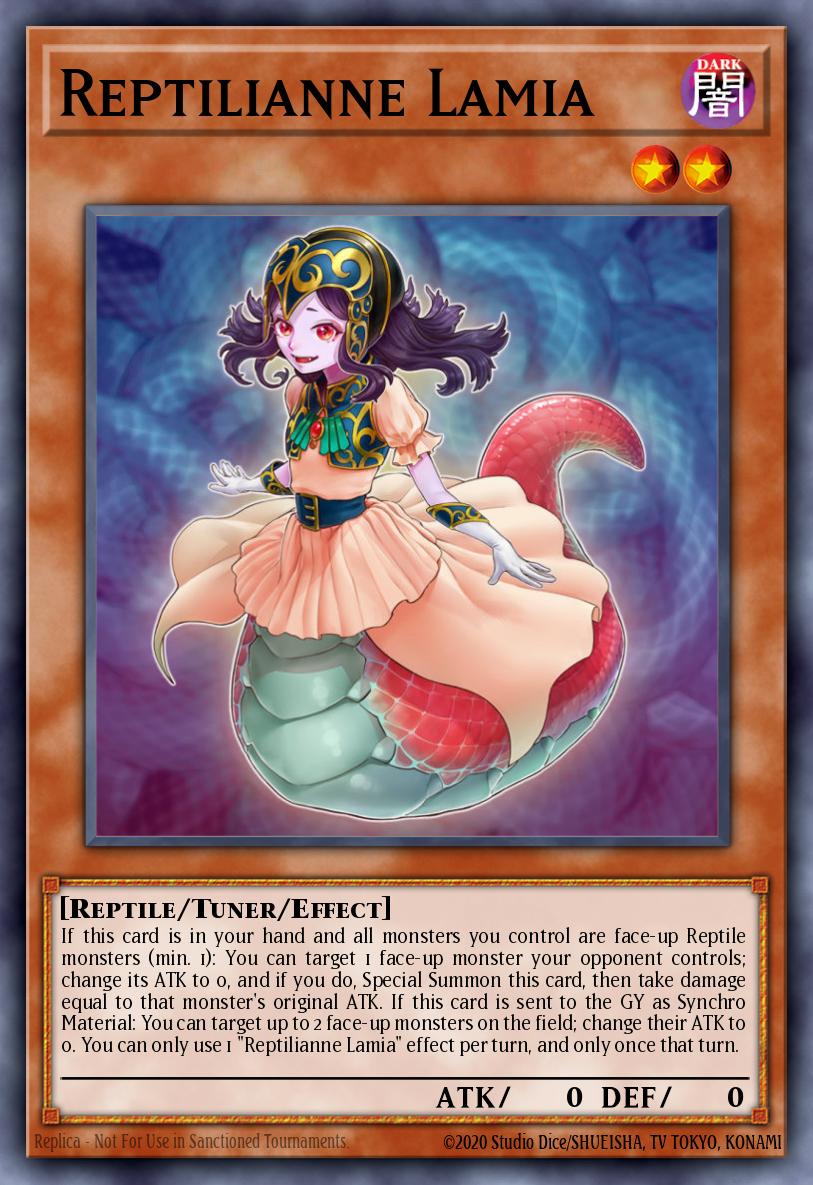 Reptilianne Lamia
DARK
闇
[Reptile/Tuner/Effect]
If this card is in your hand and all monsters you control are face-up Reptile
monsters (min. 1): You can target 1 face-up monster your opponent controls;
change its ATK to 0, and if you do, Special Summon this card, then take damage
equal to that monster's original ATK. If this card is sent to the GY as Synchro
Material: You can target up to 2 face-up monsters on the field; change their ATK to
0. You can only use 1 "Reptilianne Lamia" effect per turn, and only once that turn.
ATK/ 0 DEF/ 0
Replica - Not For Use in Sanctioned Tournaments.
©2020 Studio Dice/SHUEISHA, TV TOKYO, KONAMI